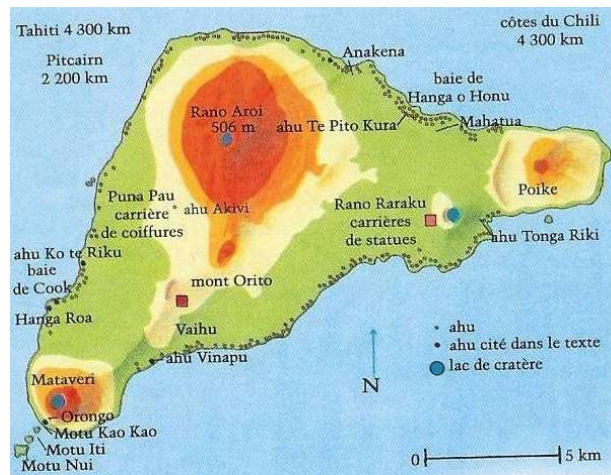 Tahiti 4 300 km
Pitcairn
2 200 km
côtes du Chili
4 300 km
Anakena
baie de
Hanga o Honu
Rano Aroi
506 m
ahu Te Pito Kura
Mahatua
Poike
Puna Pau
carrière
de coiffures
ahu Akivi
Rano Raraku
carrières
de statues
ahu Tonga Riki
ahu Ko te Riku
baie
de Cook
mont Orito
Hanga Roa
Vaihu
ahu Vinapu
Mataveri
Orongo
Motu Kao Kao
Motu Iti
Motu Nui
N
ahu
ahu cité dans le texte
lac de cratère
0 5 km